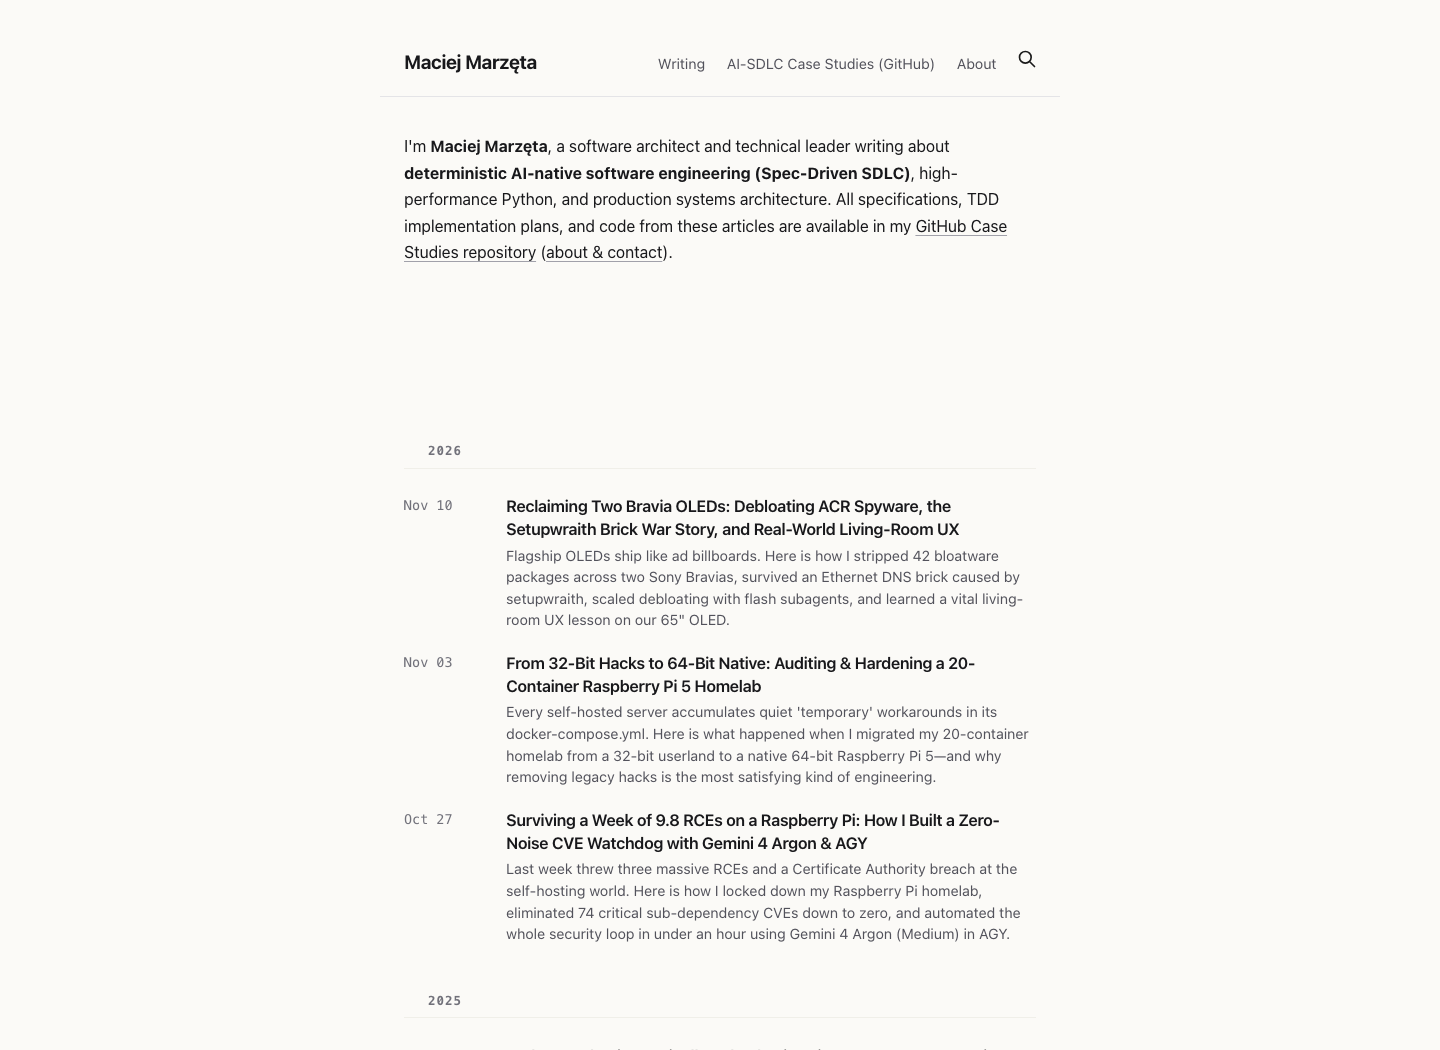 Maciej Marzęta
Writing
AI-SDLC Case Studies (GitHub)
About
I'm Maciej Marzęta, a software architect and technical leader writing about
deterministic AI-native software engineering (Spec-Driven SDLC), high-
performance Python, and production systems architecture. All specifications, TDD
implementation plans, and code from these articles are available in my GitHub Case
Studies repository (about & contact).
2026
Nov 10
Reclaiming Two Bravia OLEDs: Debloating ACR Spyware, the
Setupwraith Brick War Story, and Real-World Living-Room UX
Flagship OLEDs ship like ad billboards. Here is how I stripped 42 bloatware
packages across two Sony Bravias, survived an Ethernet DNS brick caused by
setupwraith, scaled debloating with flash subagents, and learned a vital living-
room UX lesson on our 65" OLED.
Nov 03
From 32-Bit Hacks to 64-Bit Native: Auditing & Hardening a 20-
Container Raspberry Pi 5 Homelab
Every self-hosted server accumulates quiet 'temporary' workarounds in its
docker-compose.yml. Here is what happened when I migrated my 20-container
homelab from a 32-bit userland to a native 64-bit Raspberry Pi 5—and why
removing legacy hacks is the most satisfying kind of engineering.
Oct 27
Surviving a Week of 9.8 RCEs on a Raspberry Pi: How I Built a Zero-
Noise CVE Watchdog with Gemini 4 Argon & AGY
Last week threw three massive RCEs and a Certificate Authority breach at the
self-hosting world. Here is how I locked down my Raspberry Pi homelab,
eliminated 74 critical sub-dependency CVEs down to zero, and automated the
whole security loop in under an hour using Gemini 4 Argon (Medium) in AGY.
2025